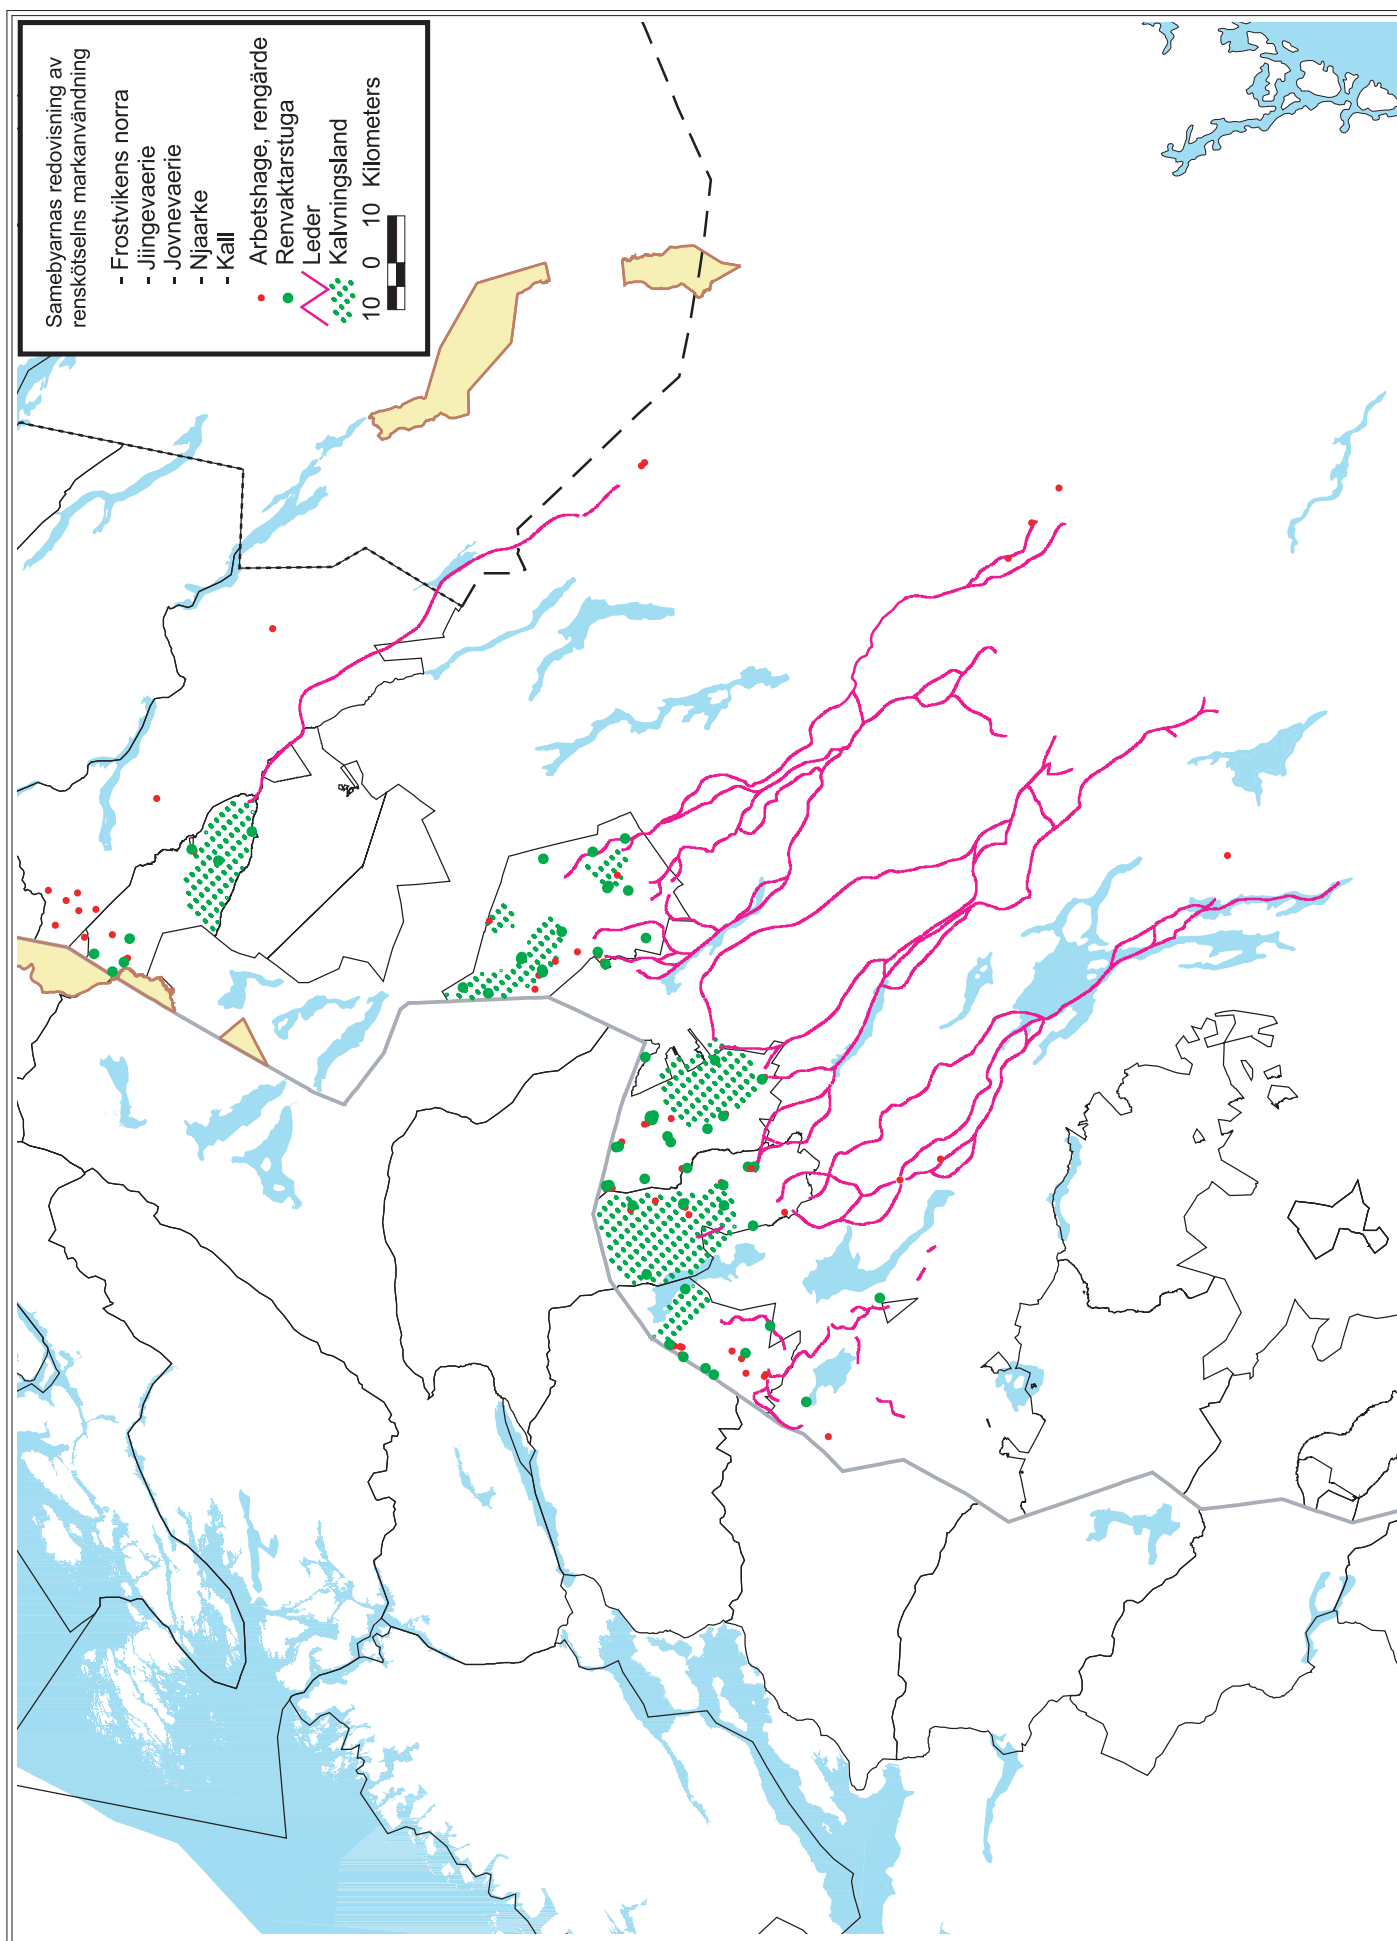 Samebyarnas redovisning av
renskötselns markanvändning
- Frostvikens norra
- Jiingevaerie
- Jovnevaerie
- Njaarke
- Kall
Arbetshage, rengärde
Renvaktarstuga
Leder
Kalvningsland
10 0 10 Kilometers